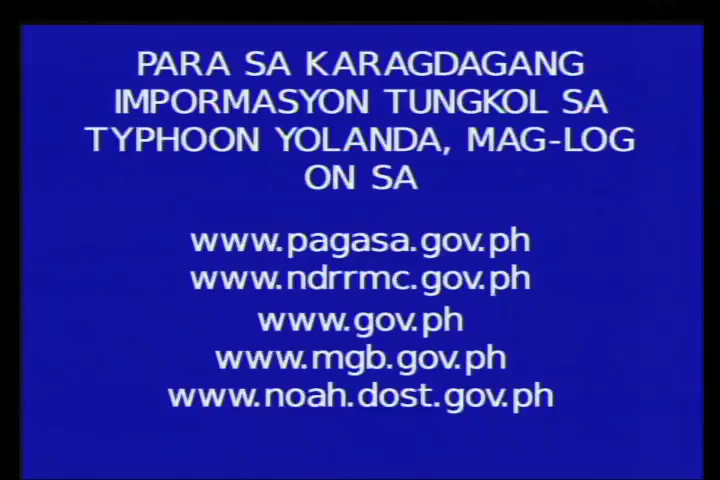 PARA SA KARAGDAGANG
IMPORMASYON TUNGKOL SA
TYPHOON YOLANDA, MAG-LOG
ON SA
www.pagasa.gov.ph
www.ndrrmc.gov.ph
www.gov.ph
www.mgb.gov.ph
www.noah.dost.gov.ph